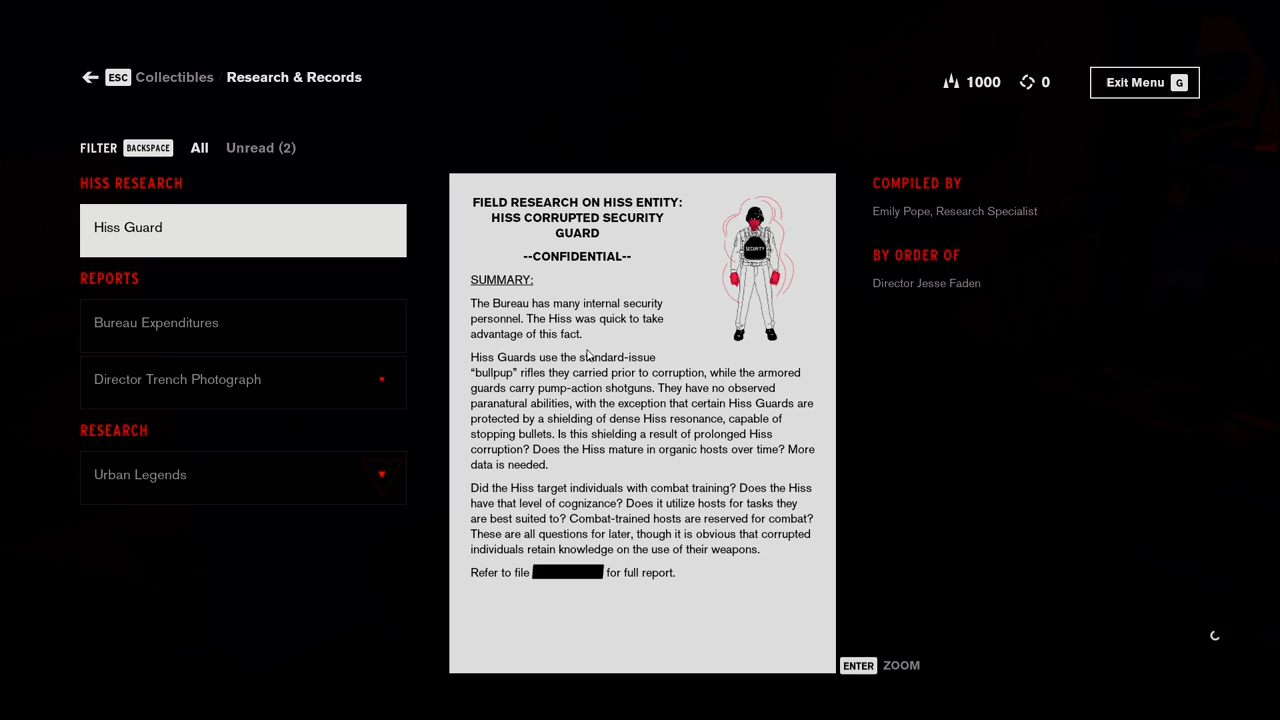 ESC Collectibles / Research & Records
1000
0
Exit Menu G
FILTER BACKSPACE All Unread (2)
HISS RESEARCH
Hiss Guard
REPORTS
Bureau Expenditures
Director Trench Photograph
RESEARCH
Urban Legends
FIELD RESEARCH ON HISS ENTITY:
HISS CORRUPTED SECURITY
GUARD
--CONFIDENTIAL--
SECURITY
SUMMARY:
The Bureau has many internal security
personnel. The Hiss was quick to take
advantage of this fact.
Hiss Guards use the standard-issue
“bullpup” rifles they carried prior to corruption, while the armored
guards carry pump-action shotguns. They have no observed
paranatural abilities, with the exception that certain Hiss Guards are
protected by a shielding of dense Hiss resonance, capable of
stopping bullets. Is this shielding a result of prolonged Hiss
corruption? Does the Hiss mature in organic hosts over time? More
data is needed.
Did the Hiss target individuals with combat training? Does the Hiss
have that level of cognizance? Does it utilize hosts for tasks they
are best suited to? Combat-trained hosts are reserved for combat?
These are all questions for later, though it is obvious that corrupted
individuals retain knowledge on the use of their weapons.
Refer to file for full report.
COMPILED BY
Emily Pope, Research Specialist
BY ORDER OF
Director Jesse Faden
ENTER ZOOM